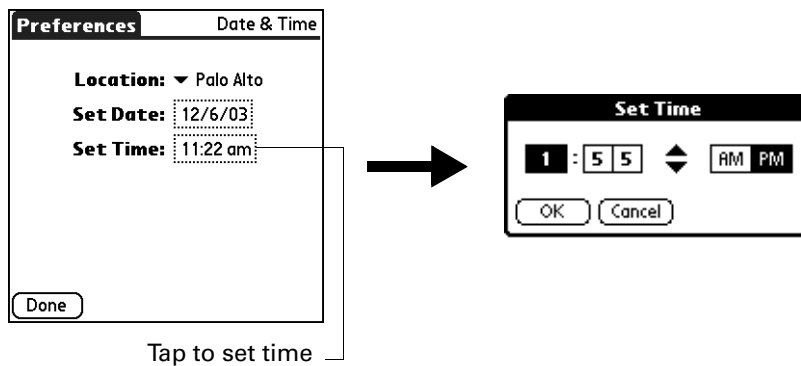 Preferences Date & Time
Location: Palo Alto
Set Date: 12/6/03
Set Time: 11:22 am
Done
Tap to set time
Set Time
1 : 5 5 AM PM
OK Cancel